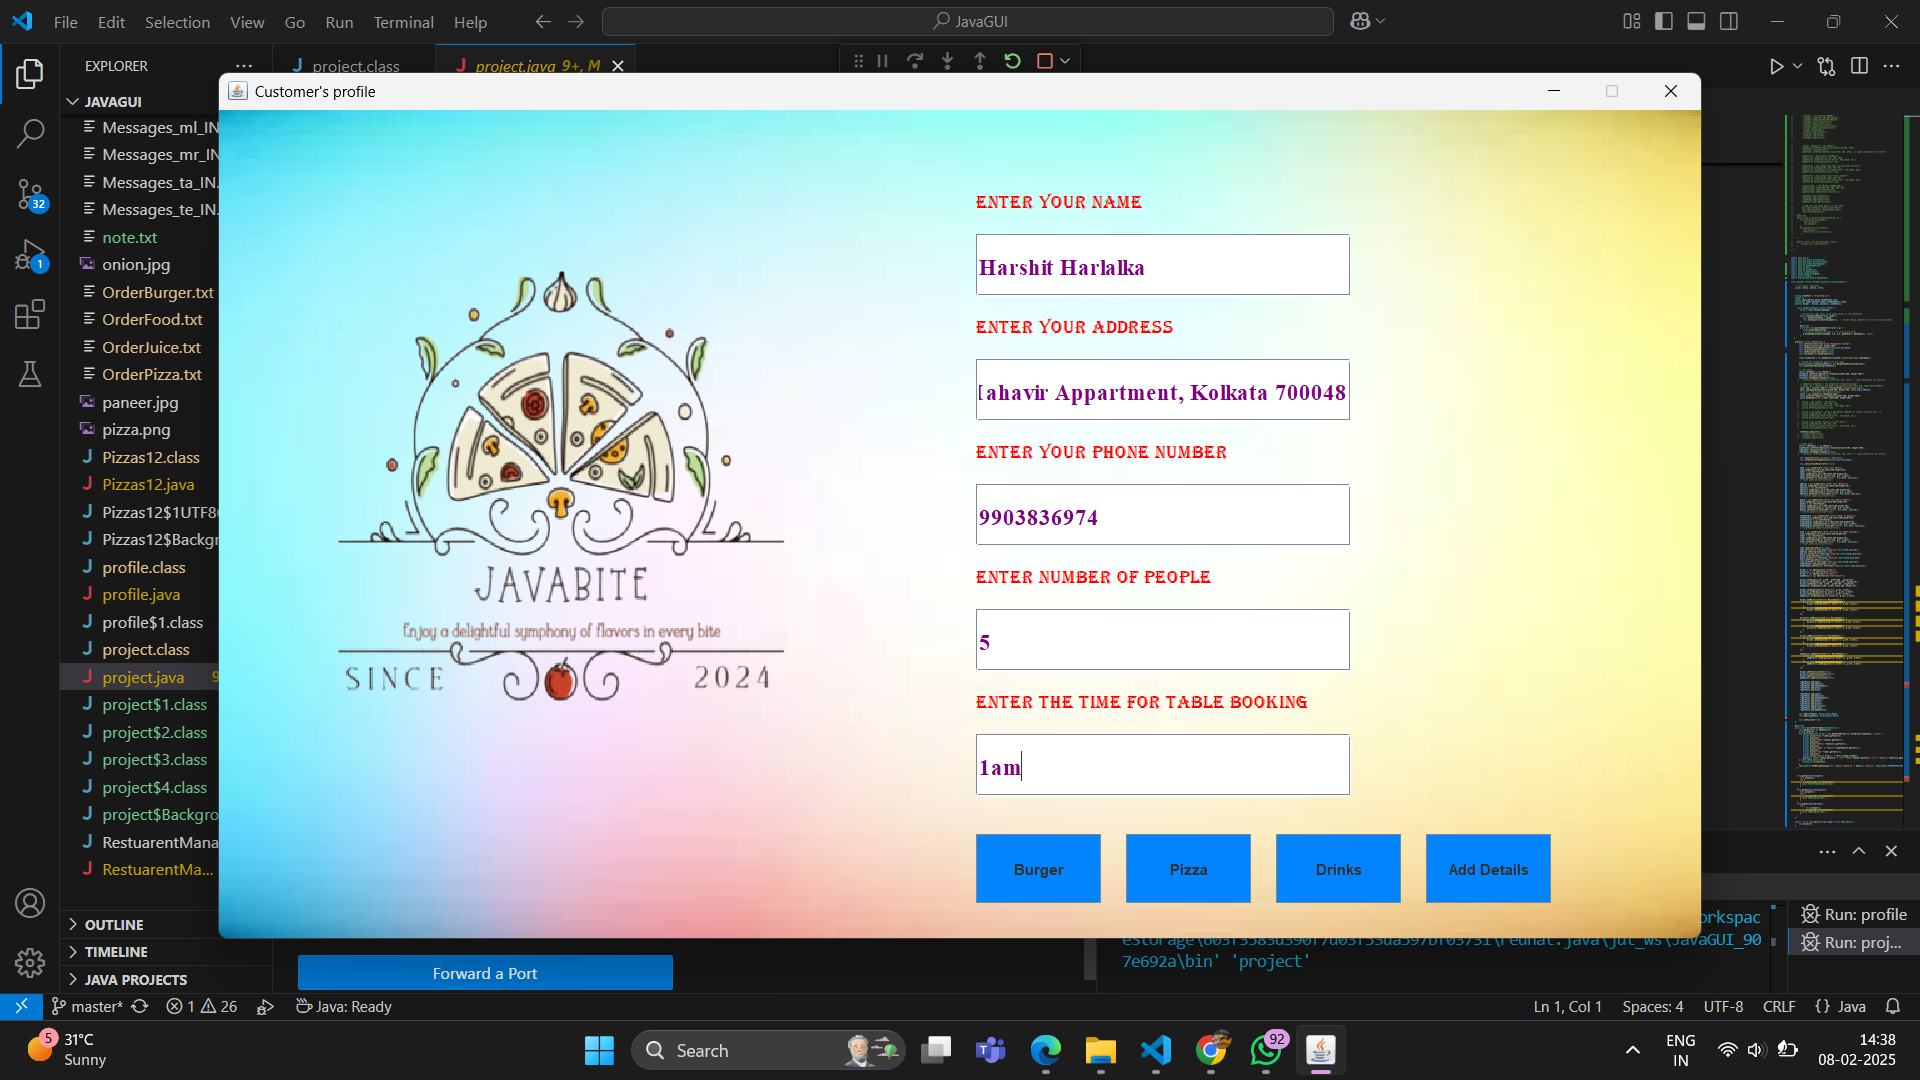 File Edit Selection View Go Run Terminal Help
JavaGUI
EXPLORER
project.class
project.java 9+, M
JAVAGUI
Messages_ml_IN
Messages_mr_IN
Messages_ta_IN.
Messages_te_IN.
note.txt
onion.jpg
OrderBurger.txt
OrderFood.txt
OrderJuice.txt
OrderPizza.txt
paneer.jpg
pizza.png
Pizzas12.class
Pizzas12.java
Pizzas12$1UTF8
Pizzas12$Backgr
profile.class
profile.java
profile$1.class
project.class
project.java 9
project$1.class
project$2.class
project$3.class
project$4.class
project$Backgro
RestuarentMana
RestuarentMa...
OUTLINE
TIMELINE
JAVA PROJECTS
32
1
Customer's profile
JAVABITE
Enjoy a delightful symphony of flavors in every bite
SINCE 2024
ENTER YOUR NAME
Harshit Harlalka
ENTER YOUR ADDRESS
ahavir Appartment, Kolkata 700048
ENTER YOUR PHONE NUMBER
9903836974
ENTER NUMBER OF PEOPLE
5
ENTER THE TIME FOR TABLE BOOKING
1am
Burger Pizza Drinks Add Details
Forward a Port
orkspac
7e692a\bin' 'project'
Run: profile
Run: proj...
master* 1 26 Java: Ready
Ln 1, Col 1 Spaces: 4 UTF-8 CRLF {} Java
5
31°C
Sunny
Search
92
ENG
IN
14:38
08-02-2025